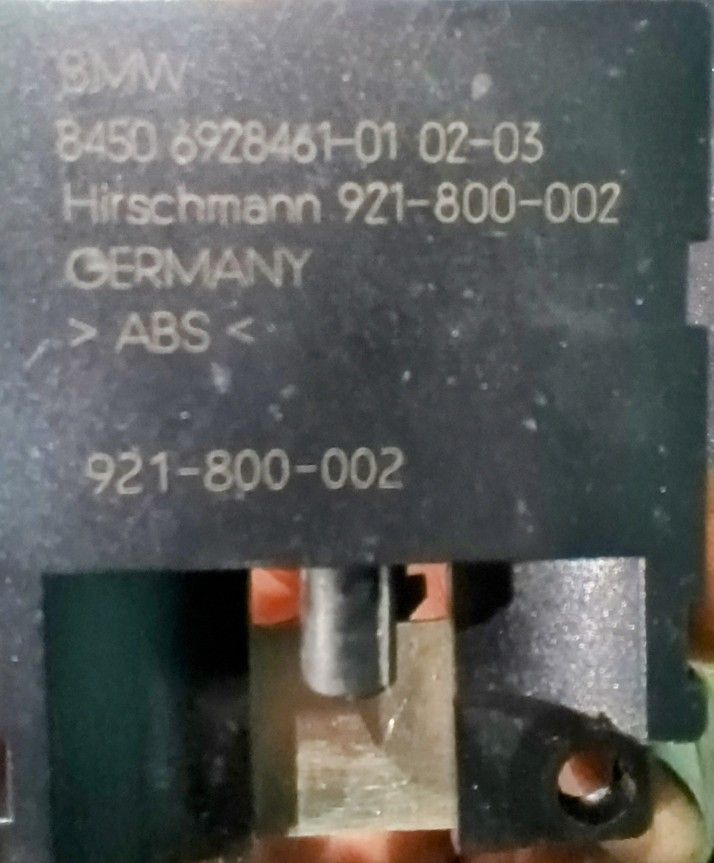 BMW
8450 6928461-01 02-03
Hirschmann 921-800-002
GERMANY
> ABS <
921-800-002